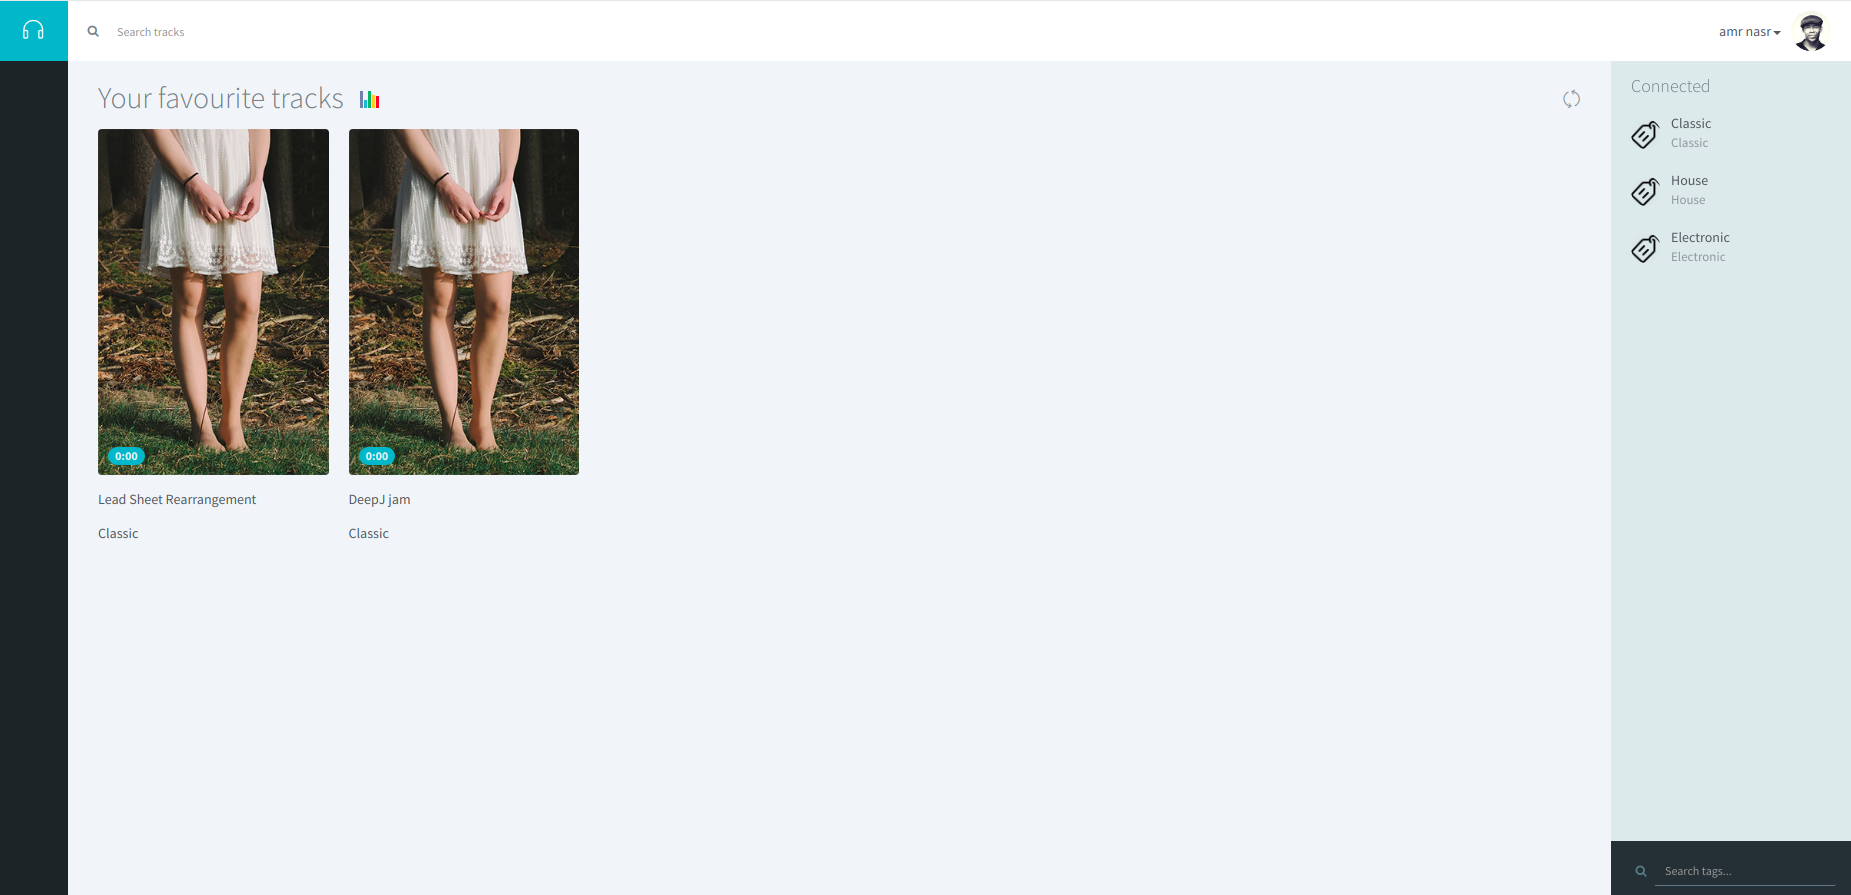 Search tracks
amr nasr
Your favourite tracks
0:00
Lead Sheet Rearrangement
Classic
0:00
DeepJ jam
Classic
Connected
Classic
Classic
House
House
Electronic
Electronic
Search tags...